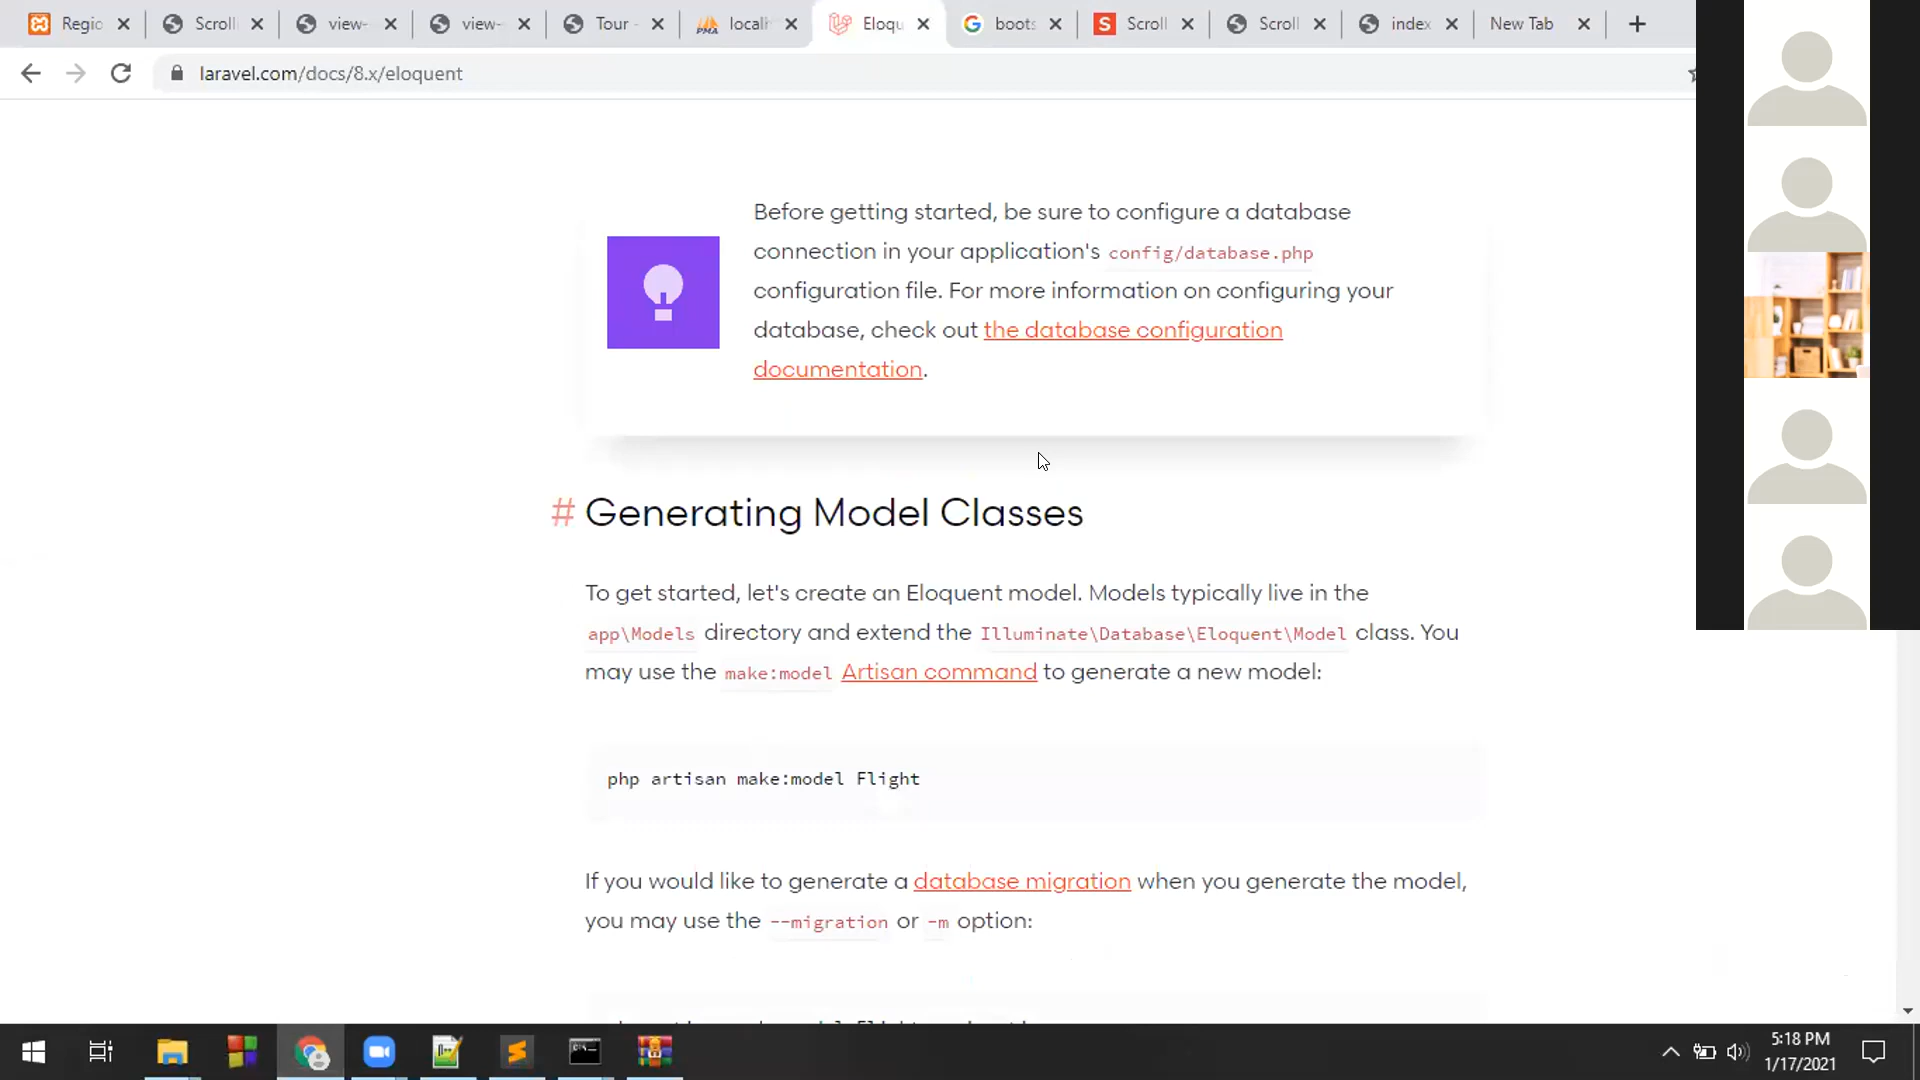 Regio
Scroll
view-
view-
Tour -
PMA
localh
Eloqu
boots
S
Scroll
Scroll
index
New Tab
laravel.com/docs/8.x/eloquent
Before getting started, be sure to configure a database
connection in your application's config/database.php
configuration file. For more information on configuring your
database, check out the database configuration
documentation.
# Generating Model Classes
To get started, let's create an Eloquent model. Models typically live in the
app\Models directory and extend the Illuminate\Database\Eloquent\Model class. You
may use the make:model Artisan command to generate a new model:
php artisan make:model Flight
If you would like to generate a database migration when you generate the model,
you may use the --migration or -m option:
5:18 PM
1/17/2021